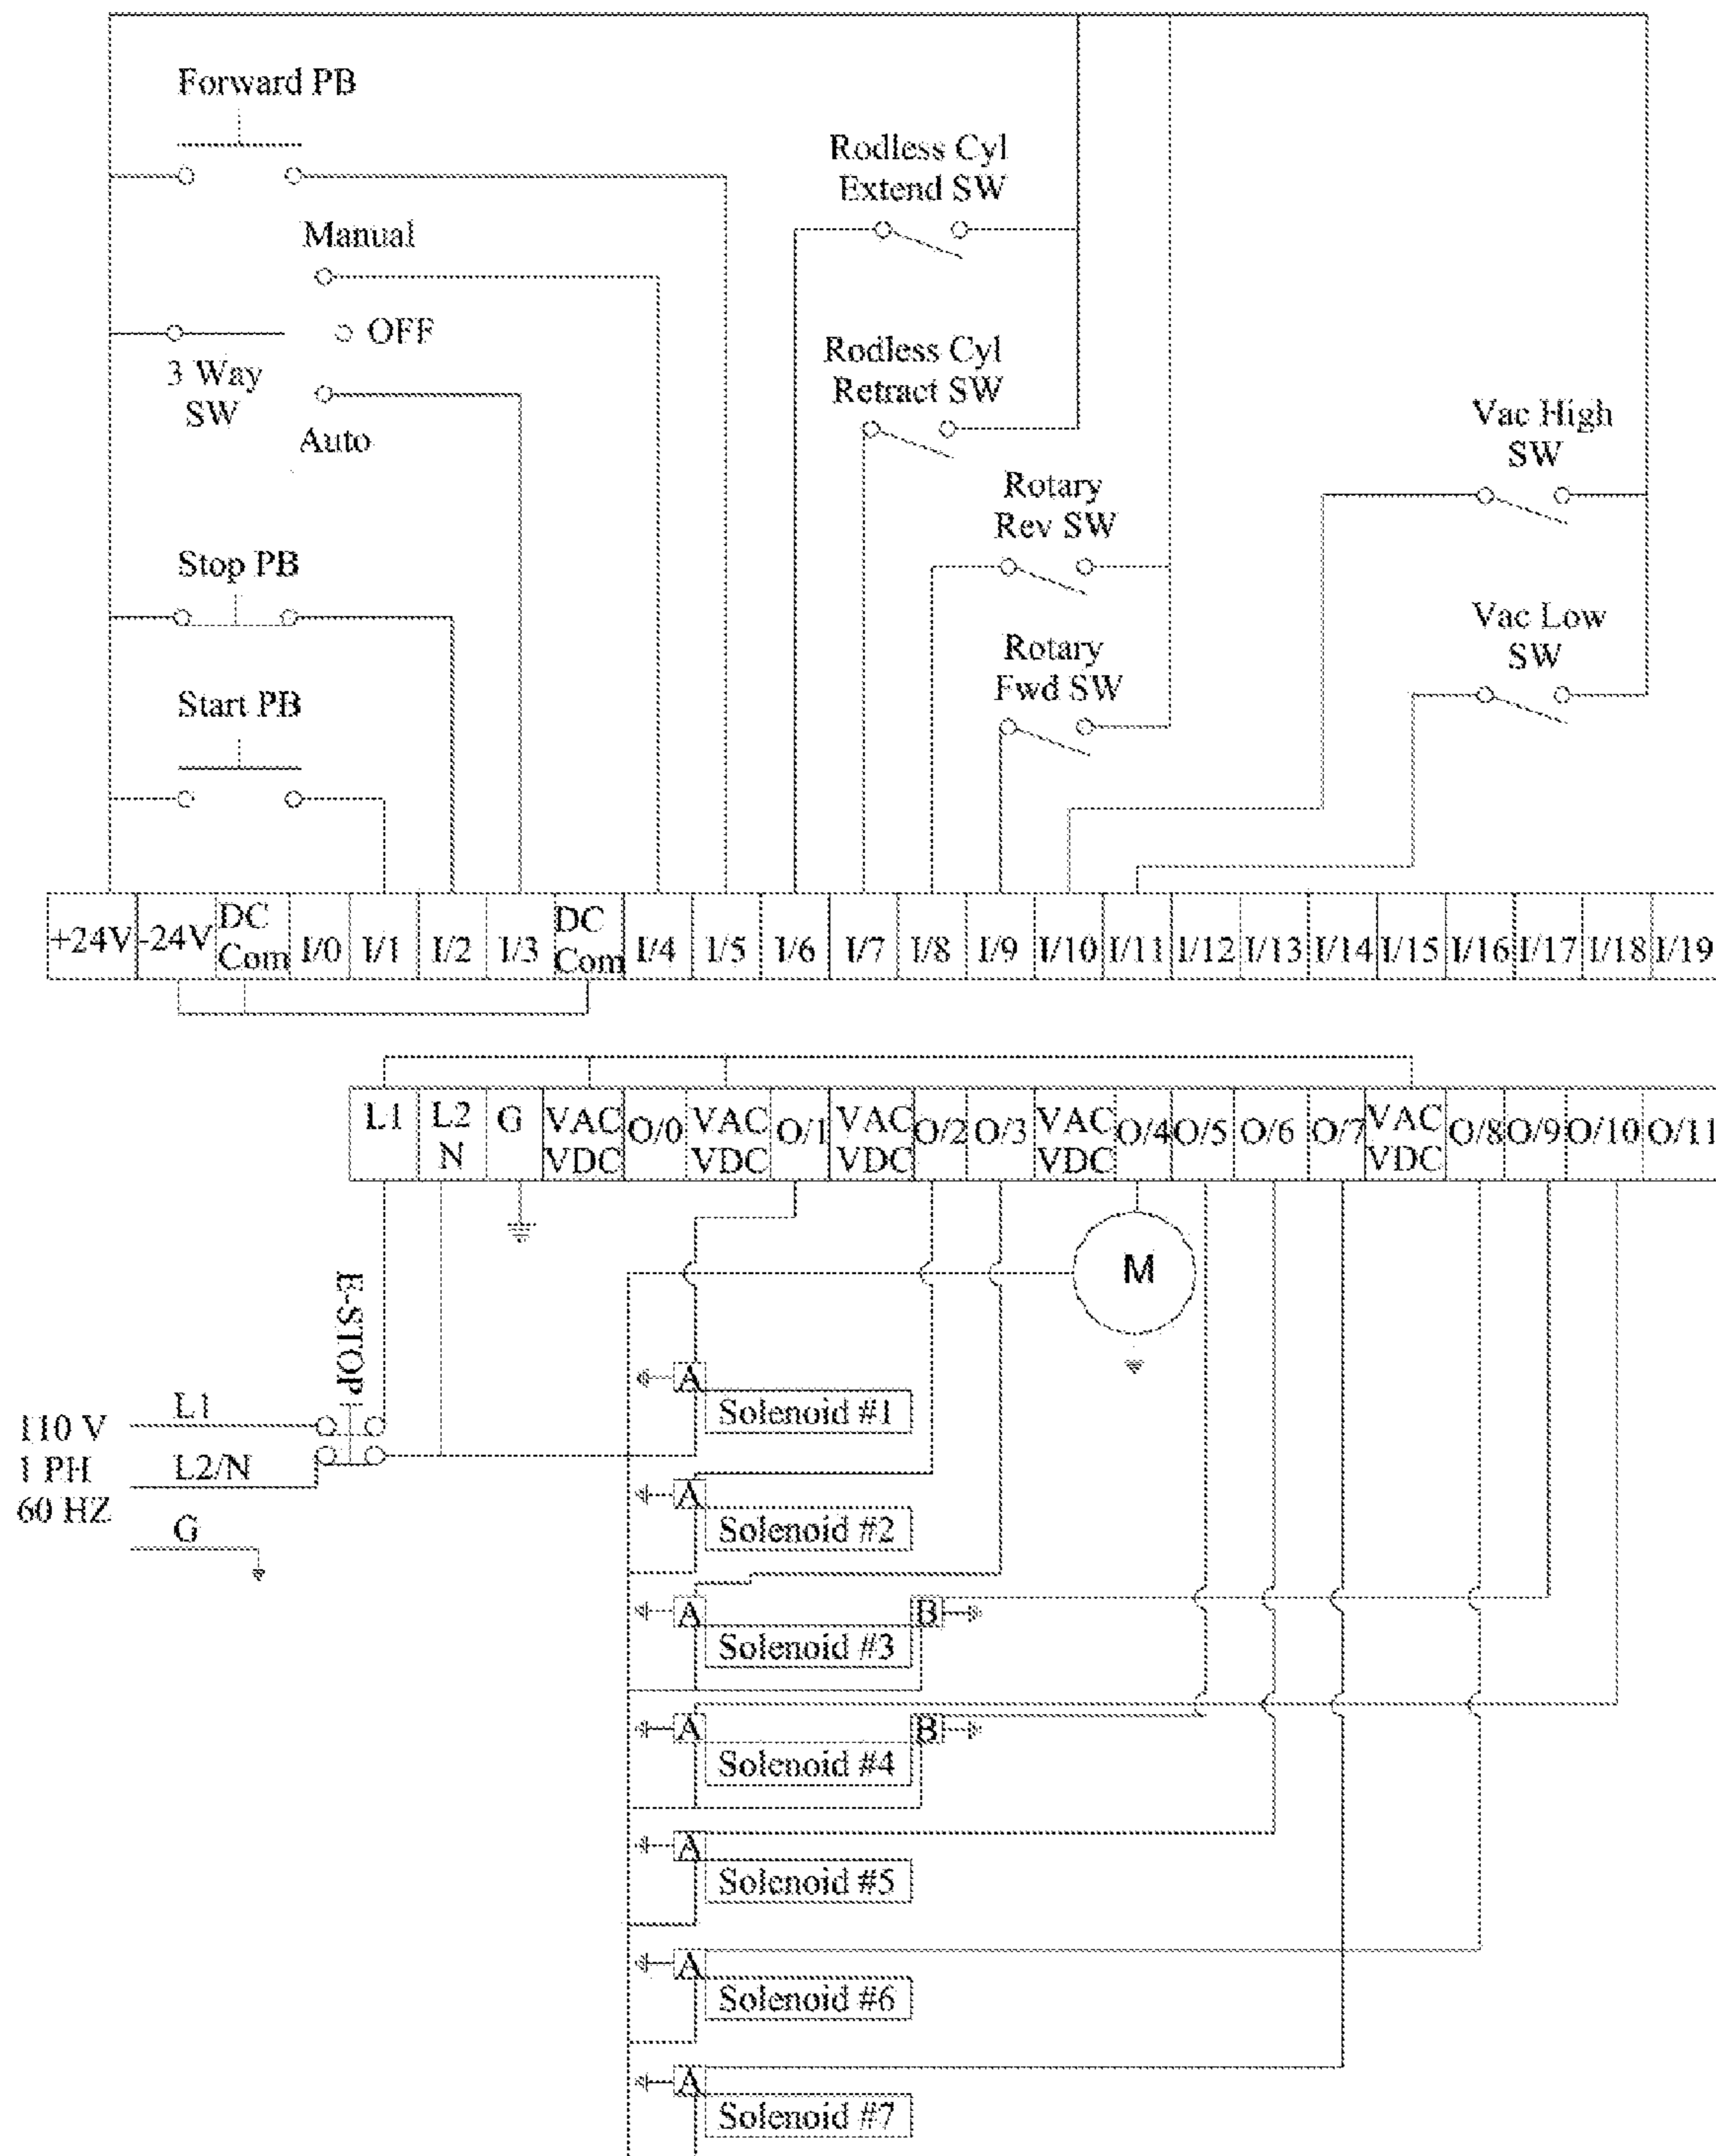 Forward PB
Rodless Cyl
Extend SW
Manual
OFF
3 Way
SW
Rodless Cyl
Retract SW
Auto
Vac High
SW
Rotary
Rev SW
Stop PB
Vac Low
SW
Rotary
Fwd SW
Start PB
+24V -24V DC Com I/0 I/1 I/2 I/3 DC Com I/4 I/5 I/6 I/7 I/8 I/9 I/10 I/11 I/12 I/13 I/14 I/15 I/16 I/17 I/18 I/19
L1 L2 N G VAC VDC O/0 VAC VDC O/1 VAC VDC O/2 O/3 VAC VDC O/4 O/5 O/6 O/7 VAC VDC O/8 O/9 O/10 O/11
M
E-STOP
110 V
1 PH
60 HZ
L1
L2/N
G
A
Solenoid #1
A
Solenoid #2
A B
Solenoid #3
A B
Solenoid #4
A
Solenoid #5
A
Solenoid #6
A
Solenoid #7